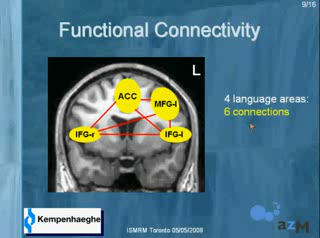 9/16
Functional Connectivity
L
ACC
MFG-l
IFG-r
IFG-l
4 language areas:
6 connections
Kempenhaeghe
ISMRM Toronto 05/05/2008
azM